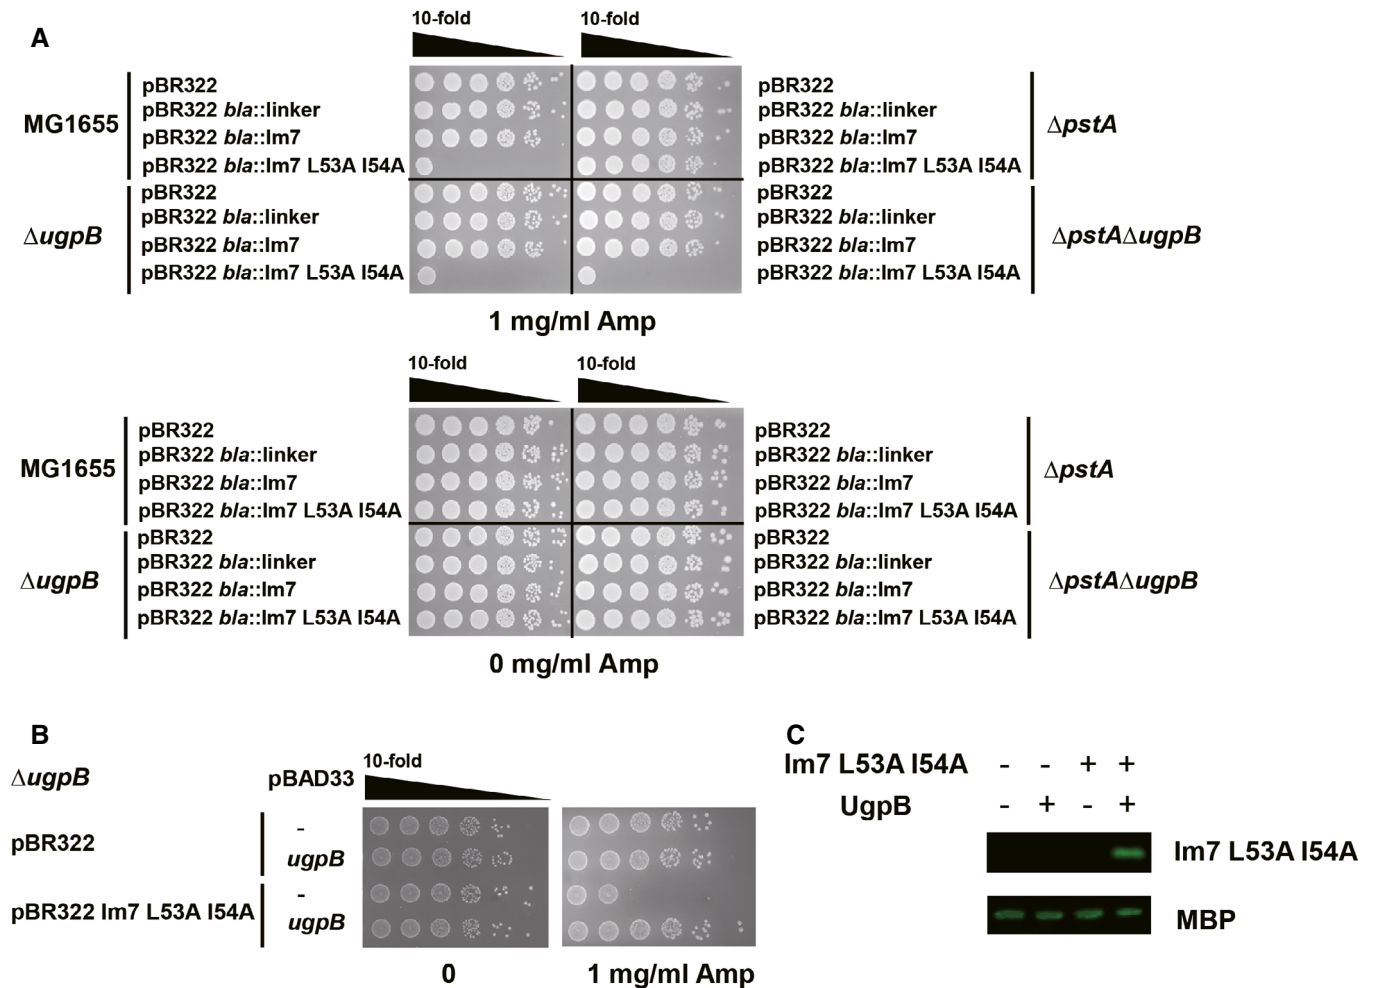 A
10-fold 10-fold
MG1655
pBR322
pBR322 bla::linker
pBR322 bla::Im7
pBR322 bla::Im7 L53A I54A
pBR322
pBR322 bla::linker
pBR322 bla::Im7
pBR322 bla::Im7 L53A I54A
ΔpstA
ΔugpB
pBR322
pBR322 bla::linker
pBR322 bla::Im7
pBR322 bla::Im7 L53A I54A
pBR322
pBR322 bla::linker
pBR322 bla::Im7
pBR322 bla::Im7 L53A I54A
ΔpstAΔugpB
1 mg/ml Amp
10-fold 10-fold
MG1655
pBR322
pBR322 bla::linker
pBR322 bla::Im7
pBR322 bla::Im7 L53A I54A
pBR322
pBR322 bla::linker
pBR322 bla::Im7
pBR322 bla::Im7 L53A I54A
ΔpstA
ΔugpB
pBR322
pBR322 bla::linker
pBR322 bla::Im7
pBR322 bla::Im7 L53A I54A
pBR322
pBR322 bla::linker
pBR322 bla::Im7
pBR322 bla::Im7 L53A I54A
ΔpstAΔugpB
0 mg/ml Amp
B
ΔugpB pBAD33 10-fold
pBR322
-
ugpB
pBR322 Im7 L53A I54A
-
ugpB
0 1 mg/ml Amp
C
Im7 L53A I54A - - + +
UgpB - + - +
Im7 L53A I54A
MBP